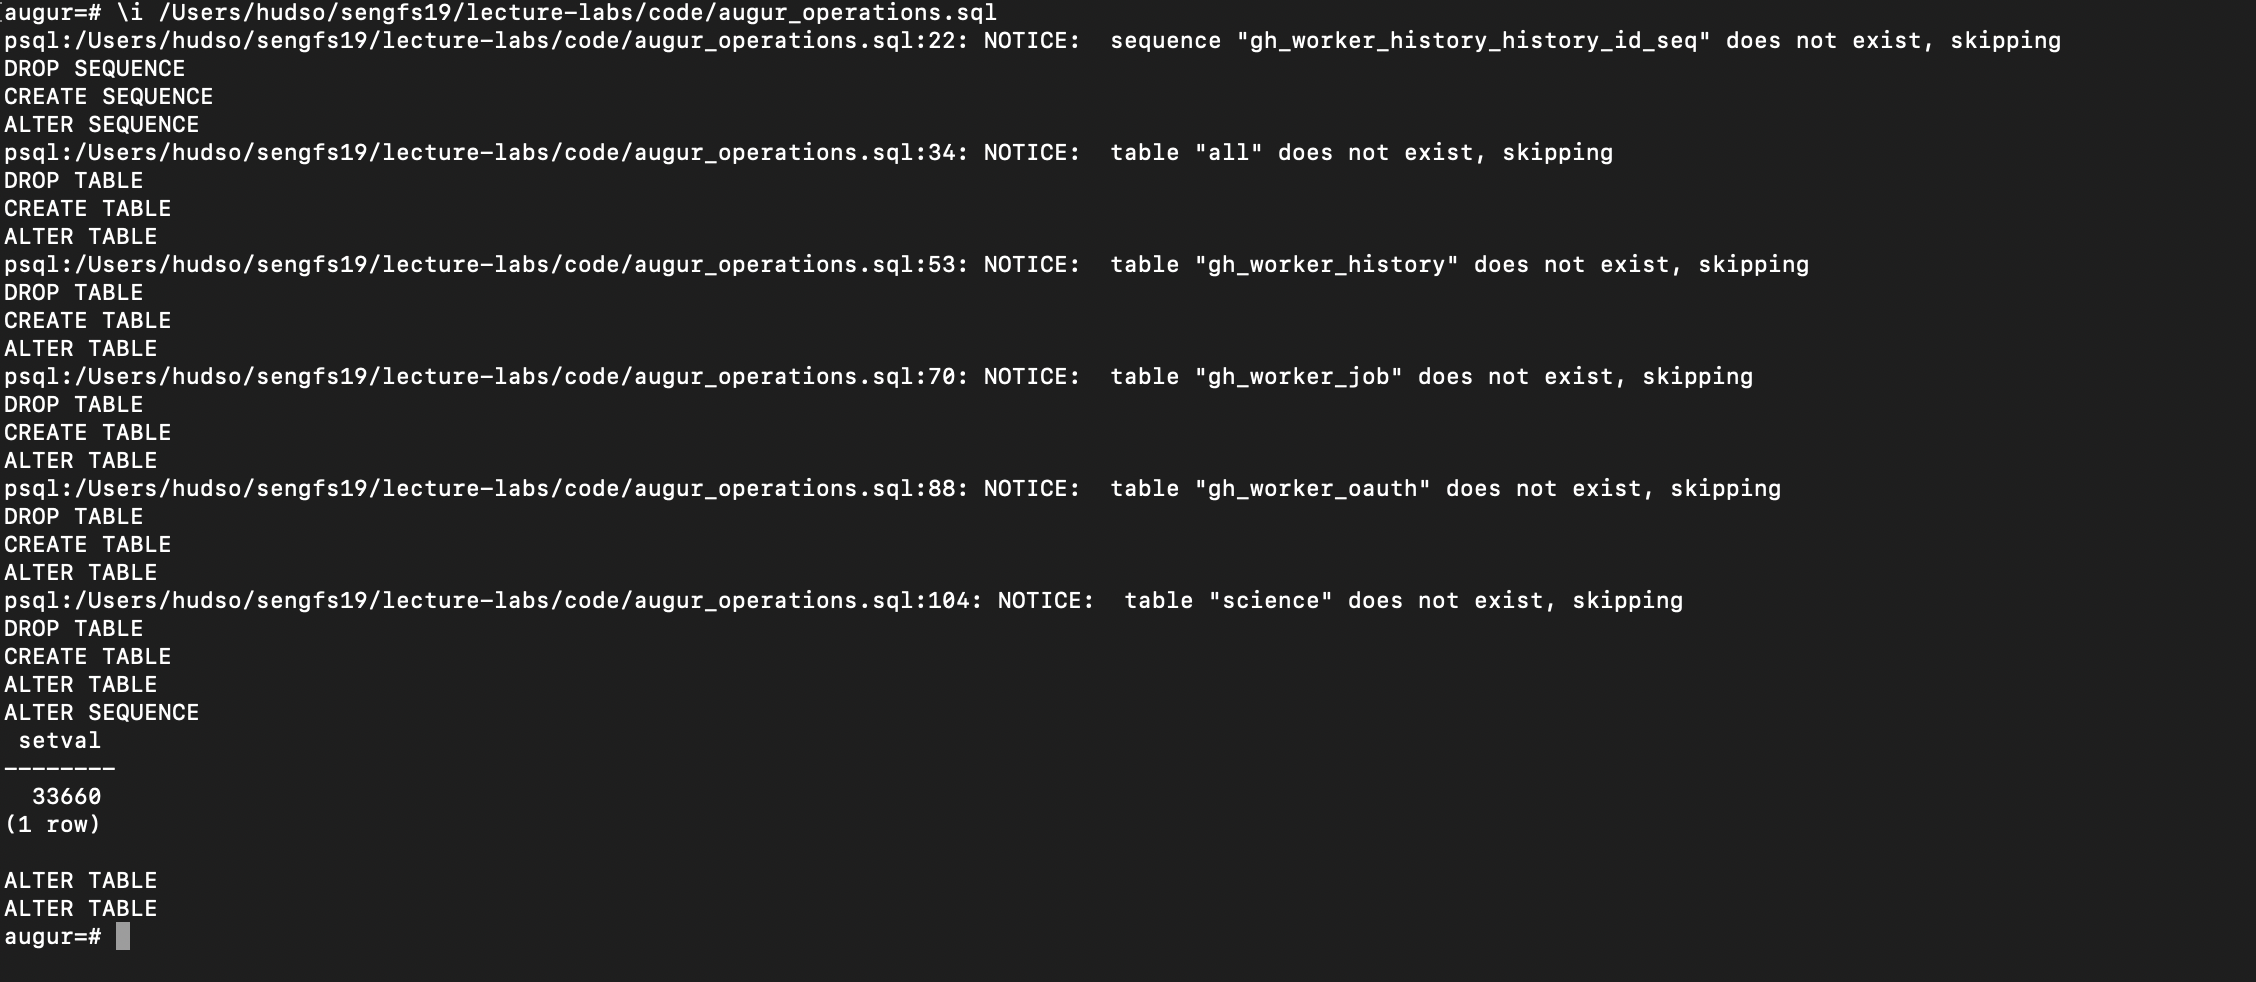 augur=# \i /Users/hudso/sengfs19/lecture-labs/code/augur_operations.sql
psql:/Users/hudso/sengfs19/lecture-labs/code/augur_operations.sql:22: NOTICE:  sequence "gh_worker_history_history_id_seq" does not exist, skipping
DROP SEQUENCE
CREATE SEQUENCE
ALTER SEQUENCE
psql:/Users/hudso/sengfs19/lecture-labs/code/augur_operations.sql:34: NOTICE:  table "all" does not exist, skipping
DROP TABLE
CREATE TABLE
ALTER TABLE
psql:/Users/hudso/sengfs19/lecture-labs/code/augur_operations.sql:53: NOTICE:  table "gh_worker_history" does not exist, skipping
DROP TABLE
CREATE TABLE
ALTER TABLE
psql:/Users/hudso/sengfs19/lecture-labs/code/augur_operations.sql:70: NOTICE:  table "gh_worker_job" does not exist, skipping
DROP TABLE
CREATE TABLE
ALTER TABLE
psql:/Users/hudso/sengfs19/lecture-labs/code/augur_operations.sql:88: NOTICE:  table "gh_worker_oauth" does not exist, skipping
DROP TABLE
CREATE TABLE
ALTER TABLE
psql:/Users/hudso/sengfs19/lecture-labs/code/augur_operations.sql:104: NOTICE:  table "science" does not exist, skipping
DROP TABLE
CREATE TABLE
ALTER TABLE
ALTER SEQUENCE
 setval
--------
  33660
(1 row)

ALTER TABLE
ALTER TABLE
augur=#